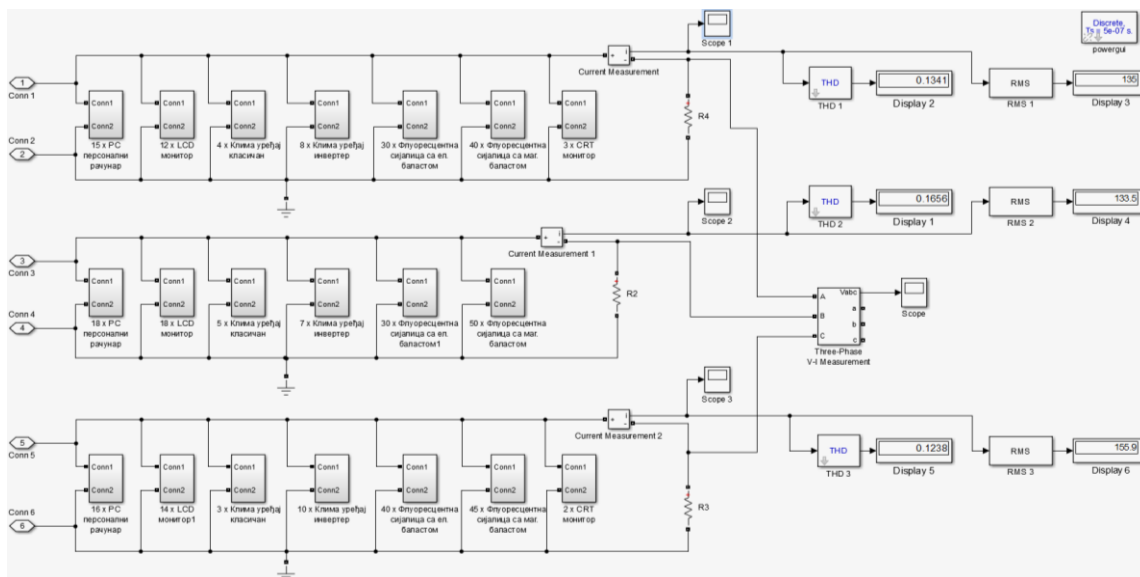 Discrete,
Ts = 5e-07 s.
powergui
Scope 1
i
+
-
Current Measurement
THD
THD 1
0.1341
Display 2
RMS
RMS 1
135
Display 3
1
Conn 1
Conn 2
2
Conn1
Conn2
15 x PC
персонални
рачунар
Conn1
Conn2
12 x LCD
монитор
Conn1
Conn2
4 x Клима уређај
класичан
Conn1
Conn2
8 x Клима уређај
инвертер
Conn1
Conn2
30 x Флуоресцентна
сијалица са ел.
баластом
Conn1
Conn2
40 x Флуоресцентна
сијалица са маг.
баластом
Conn1
Conn2
3 x CRT
монитор
R4
Scope 2
THD
THD 2
0.1656
Display 1
RMS
RMS 2
133.5
Display 4
i
+
-
Current Measurement 1
3
Conn 3
Conn 4
4
Conn1
Conn2
18 x PC
персонални
рачунар
Conn1
Conn2
18 x LCD
монитор
Conn1
Conn2
5 x Клима уређај
класичан
Conn1
Conn2
7 x Клима уређај
инвертер
Conn1
Conn2
30 x Флуоресцентна
сијалица са ел.
баластом1
Conn1
Conn2
50 x Флуоресцентна
сијалица са маг.
баластом
R2
Vabc
A
a
B
b
C
c
Three-Phase
V-I Measurement
Scope
Scope 3
i
+
-
Current Measurement 2
THD
THD 3
0.1238
Display 5
RMS
RMS 3
155.9
Display 6
5
Conn 5
Conn 6
6
Conn1
Conn2
16 x PC
персонални
рачунар
Conn1
Conn2
14 x LCD
монитор1
Conn1
Conn2
3 x Клима уређај
класичан
Conn1
Conn2
10 x Клима уређај
инвертер
Conn1
Conn2
40 x Флуоресцентна
сијалица са ел.
баластом
Conn1
Conn2
45 x Флуоресцентна
сијалица са маг.
баластом
Conn1
Conn2
2 x CRT
монитор
R3